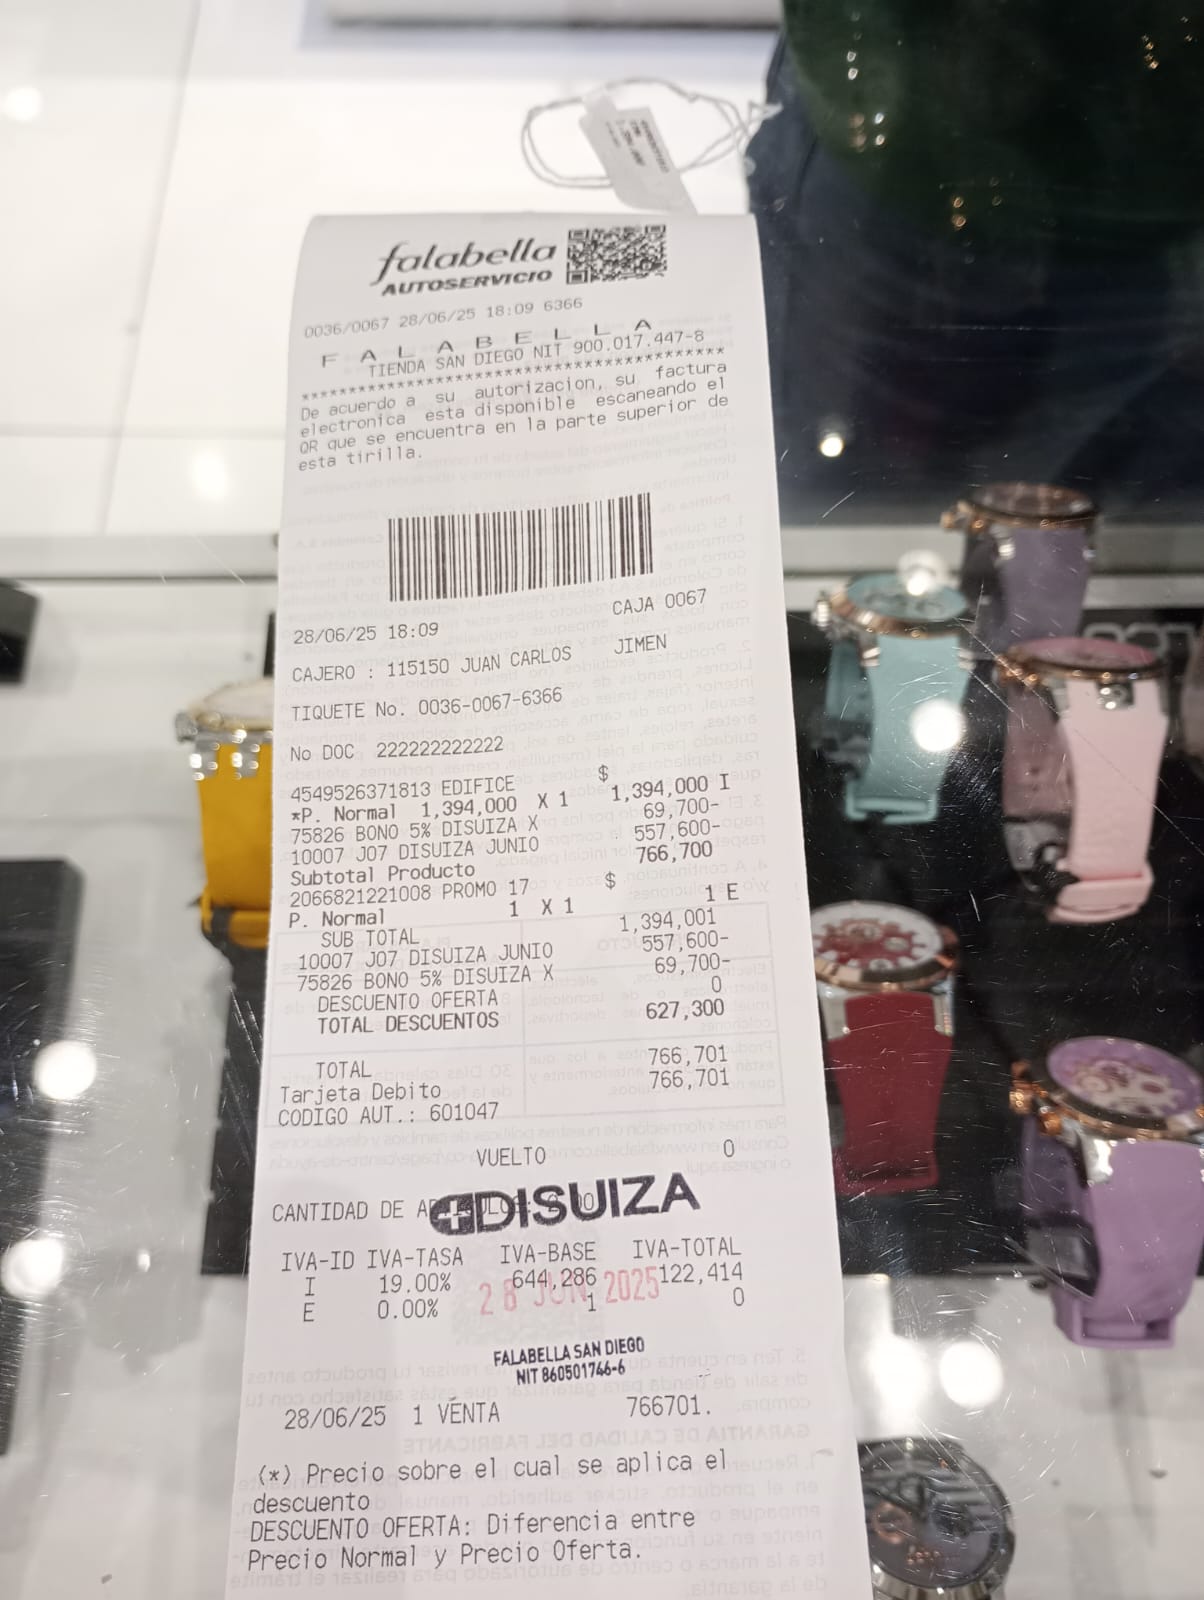 falabella
AUTOSERVICIO
0036/0067 28/06/25 18:09 6366
F A L A B E L L A
TIENDA SAN DIEGO NIT 900.017.447-8
******************************************
De acuerdo a su autorizacion, su factura
electronica esta disponible escaneando el
QR que se encuentra en la parte superior de
esta tirilla.
28/06/25 18:09 CAJA 0067
CAJERO : 115150 JUAN CARLOS JIMEN
TIQUETE No. 0036-0067-6366
No DOC 222222222222
4549526371813 EDIFICE $
*P. Normal 1,394,000 X 1 1,394,000 I
75826 BONO 5% DISUIZA X 69,700-
10007 J07 DISUIZA JUNIO 557,600-
Subtotal Producto 766,700
2066821221008 PROMO 17 $
P. Normal 1 X 1 1 E
SUB TOTAL 1,394,001
10007 J07 DISUIZA JUNIO 557,600-
75826 BONO 5% DISUIZA X 69,700-
DESCUENTO OFERTA 0
TOTAL DESCUENTOS 627,300
TOTAL 766,701
Tarjeta Debito 766,701
CODIGO AUT.: 601047
VUELTO 0
CANTIDAD DE
DISUIZA
IVA-ID IVA-TASA IVA-BASE IVA-TOTAL
I 19.00% 644,286 122,414
E 0.00% 1 0
28 JUN 2025
FALABELLA SAN DIEGO
NIT 860501746-6
28/06/25 1 VENTA 766701.
(*) Precio sobre el cual se aplica el
descuento
DESCUENTO OFERTA: Diferencia entre
Precio Normal y Precio Oferta.